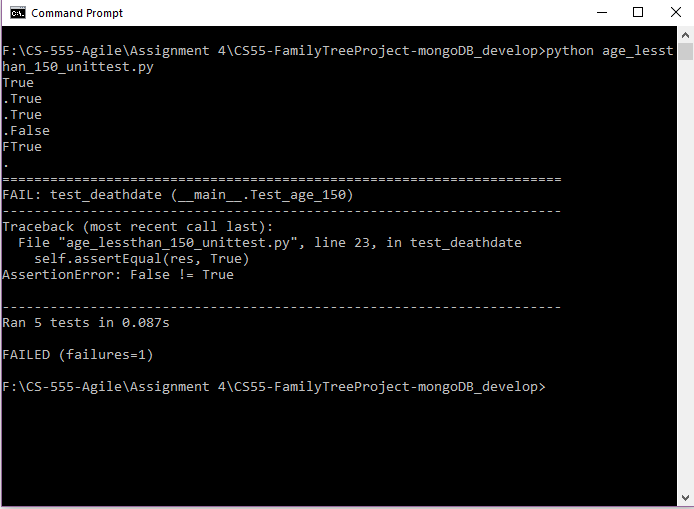 Command Prompt
F:\CS-555-Agile\Assignment 4\CS55-FamilyTreeProject-mongoDB_develop>python age_lesst
han_150_unittest.py
True
.True
.True
.False
FTrue
.
======================================================================
FAIL: test_deathdate (__main__.Test_age_150)
----------------------------------------------------------------------
Traceback (most recent call last):
  File "age_lessthan_150_unittest.py", line 23, in test_deathdate
    self.assertEqual(res, True)
AssertionError: False != True
----------------------------------------------------------------------
Ran 5 tests in 0.087s
FAILED (failures=1)
F:\CS-555-Agile\Assignment 4\CS55-FamilyTreeProject-mongoDB_develop>